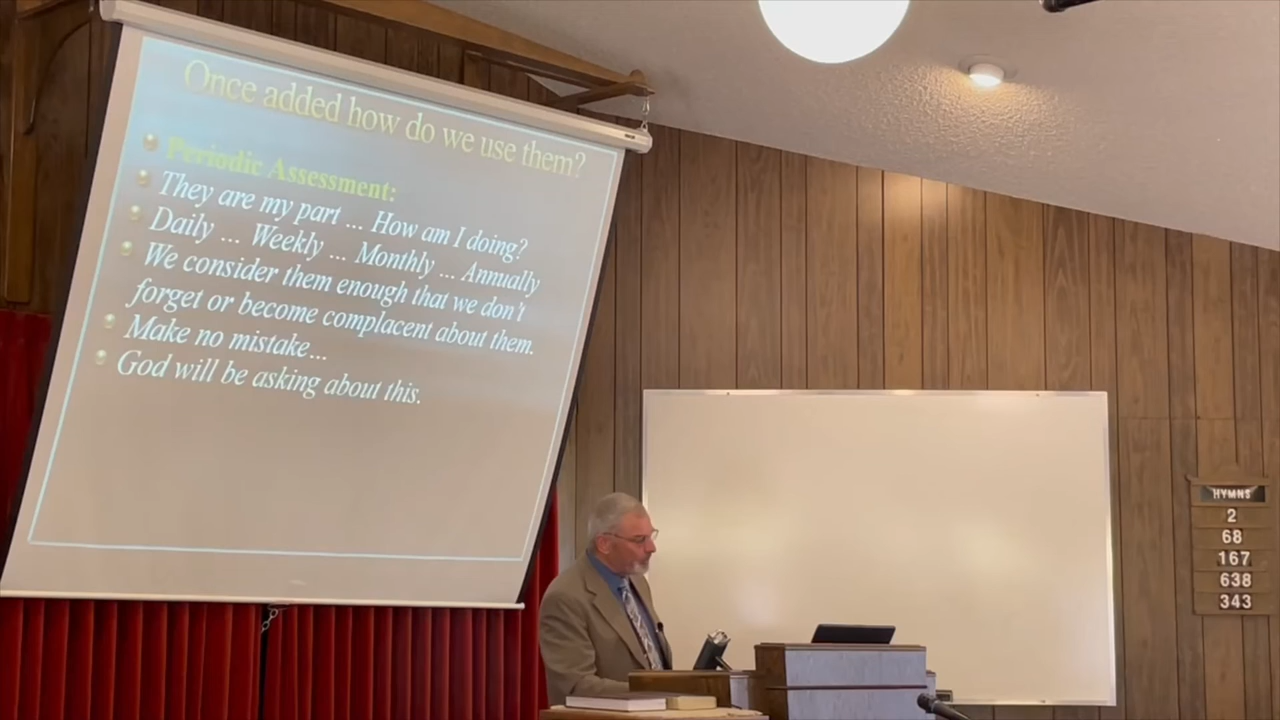 Once added how do we use them?
Periodic Assessment:
They are my part ... How am I doing?
Daily ... Weekly ... Monthly ... Annually
We consider them enough that we don't
forget or become complacent about them.
Make no mistake...
God will be asking about this.
HYMNS
2
68
167
638
343